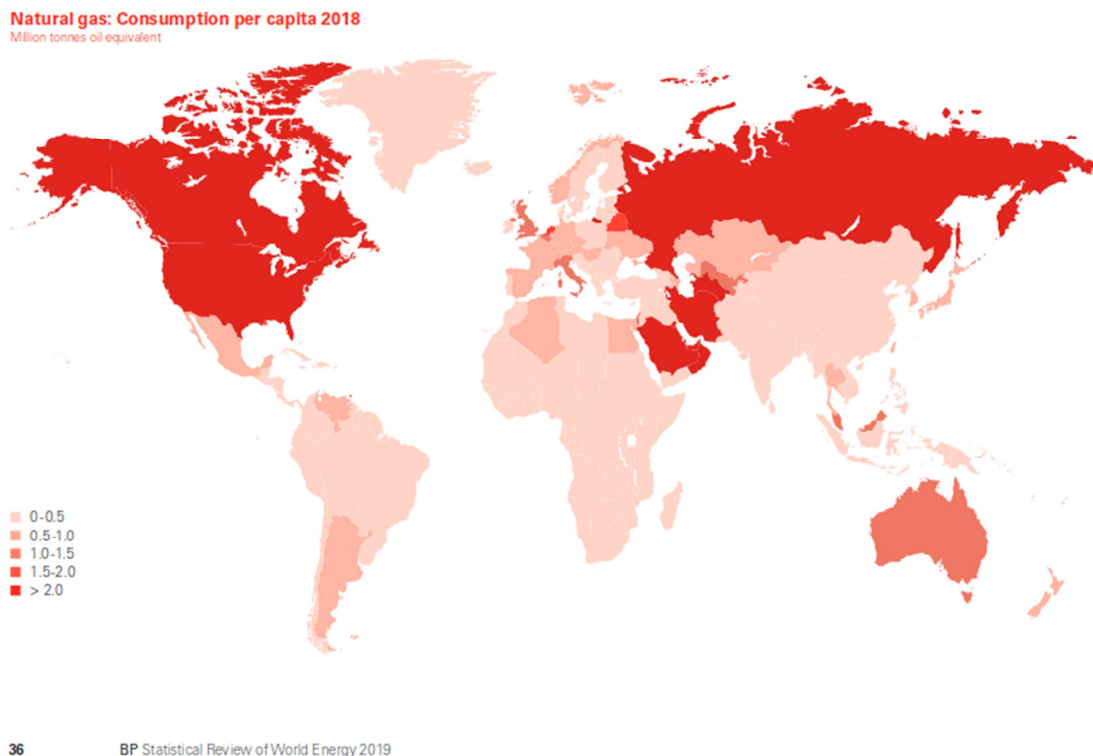 Natural gas: Consumption per capita 2018
Million tonnes oil equivalent
0-0.5
0.5-1.0
1.0-1.5
1.5-2.0
> 2.0
36 BP Statistical Review of World Energy 2019